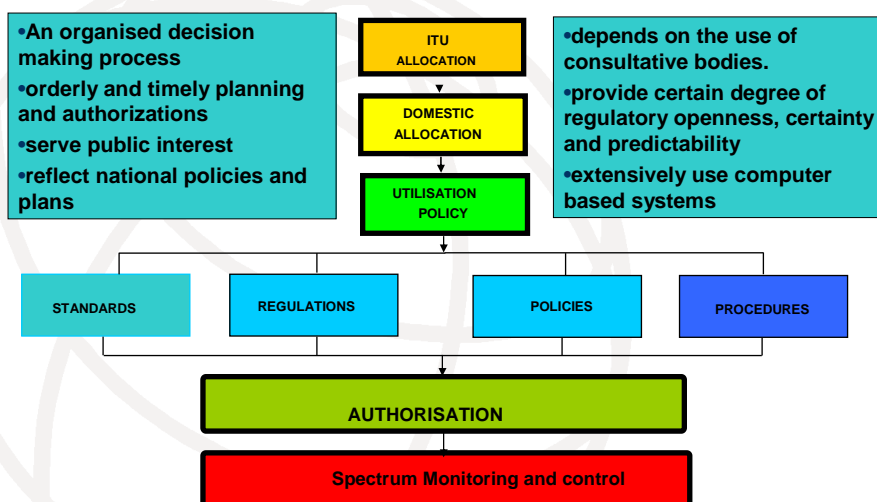 •An organised decision
making process
•orderly and timely planning
and authorizations
•serve public interest
•reflect national policies and
plans
ITU
ALLOCATION
DOMESTIC
ALLOCATION
UTILISATION
POLICY
•depends on the use of
consultative bodies.
•provide certain degree of
regulatory openness, certainty
and predictability
•extensively use computer
based systems
STANDARDS
REGULATIONS
POLICIES
PROCEDURES
AUTHORISATION
Spectrum Monitoring and control